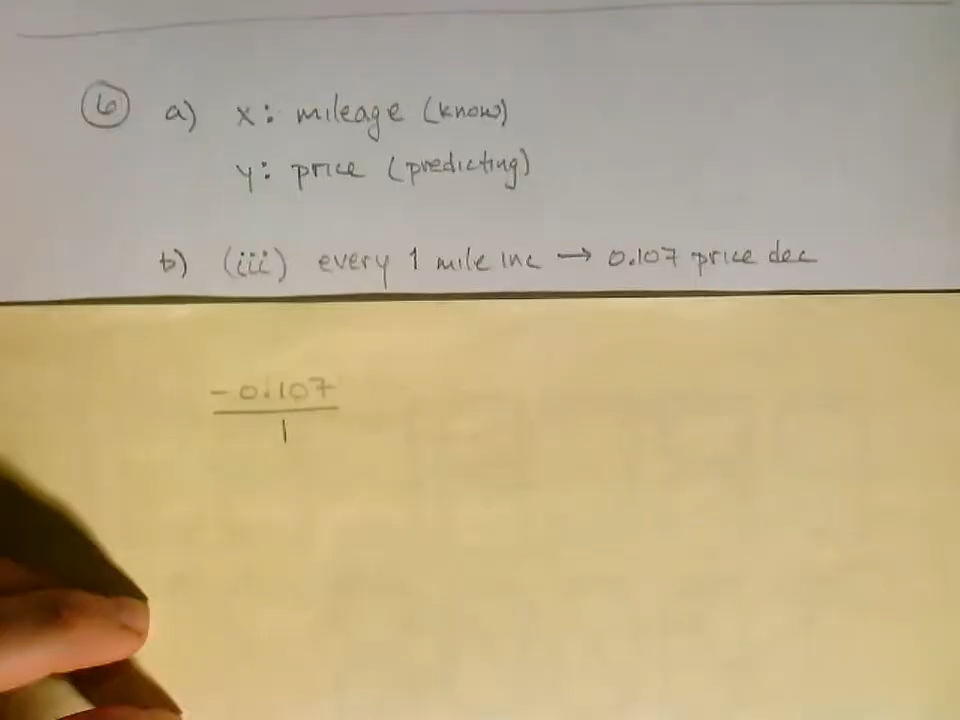 6 a) x: mileage (know)
y: price (predicting)
b) (iii) every 1 mile inc → 0.107 price dec
-0.107
1